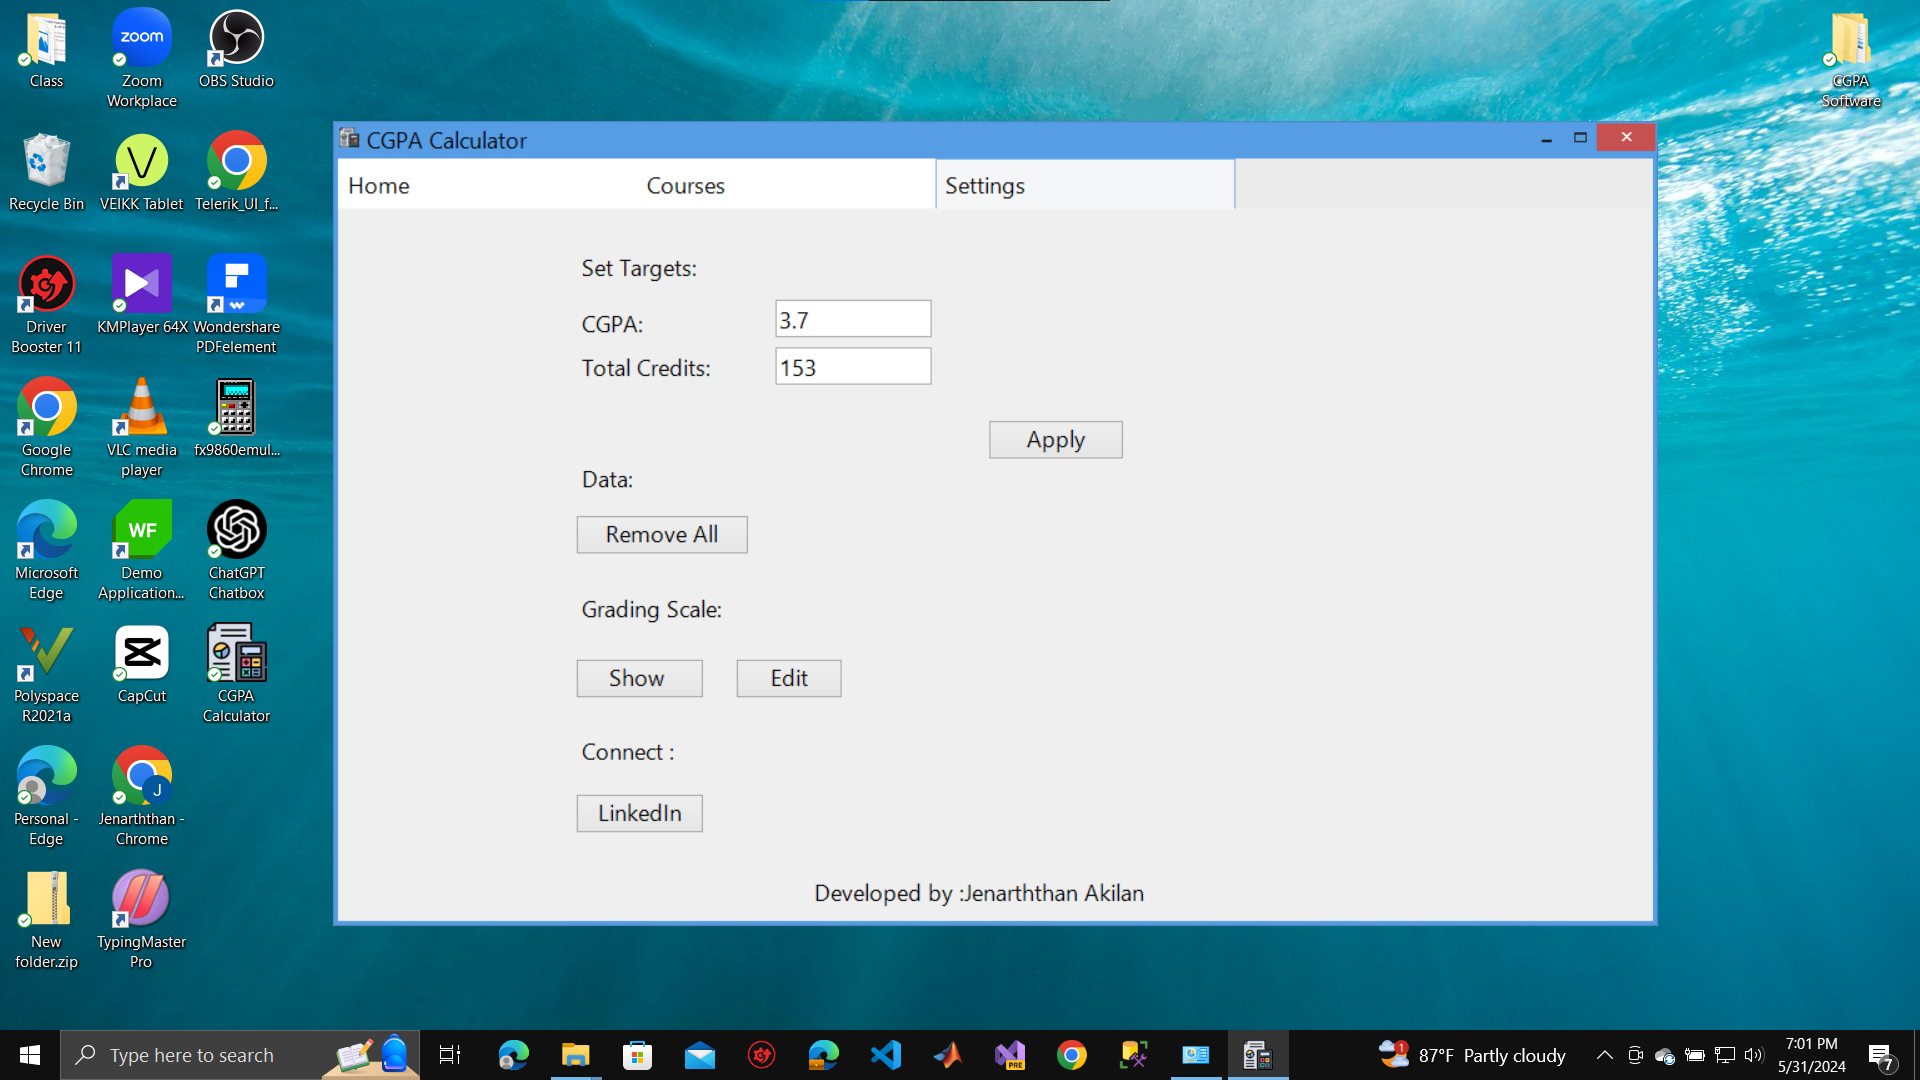 Class
Zoom
Workplace
OBS Studio
CGPA
Software
Recycle Bin
VEIKK Tablet
Telerik_UI_f...
Driver
Booster 11
KMPlayer 64X
Wondershare
PDFelement
Google
Chrome
VLC media
player
fx9860emul...
Microsoft
Edge
WF
Demo
Application...
ChatGPT
Chatbox
Polyspace
R2021a
CapCut
CGPA
Calculator
Personal -
Edge
J
Jenarththan -
Chrome
New
folder.zip
TypingMaster
Pro
zoom
CGPA Calculator
Home
Courses
Settings
Set Targets:
CGPA:
3.7
Total Credits:
153
Apply
Data:
Remove All
Grading Scale:
Show
Edit
Connect :
LinkedIn
Developed by :Jenarththan Akilan
Type here to search
PRE
1
87°F Partly cloudy
7:01 PM
5/31/2024
7